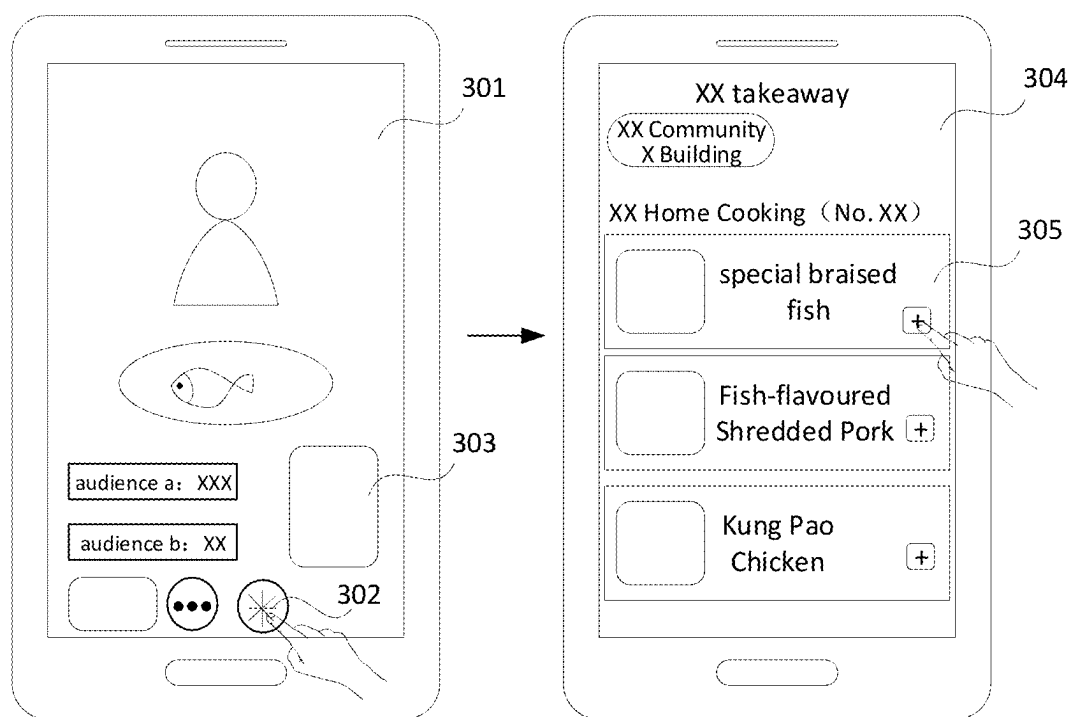 301
303
audience a：XXX
audience b：XX
302
XX takeaway
304
XX Community
X Building
XX Home Cooking（No. XX）
305
special braised
fish
+
Fish-flavoured
Shredded Pork
+
Kung Pao
Chicken
+